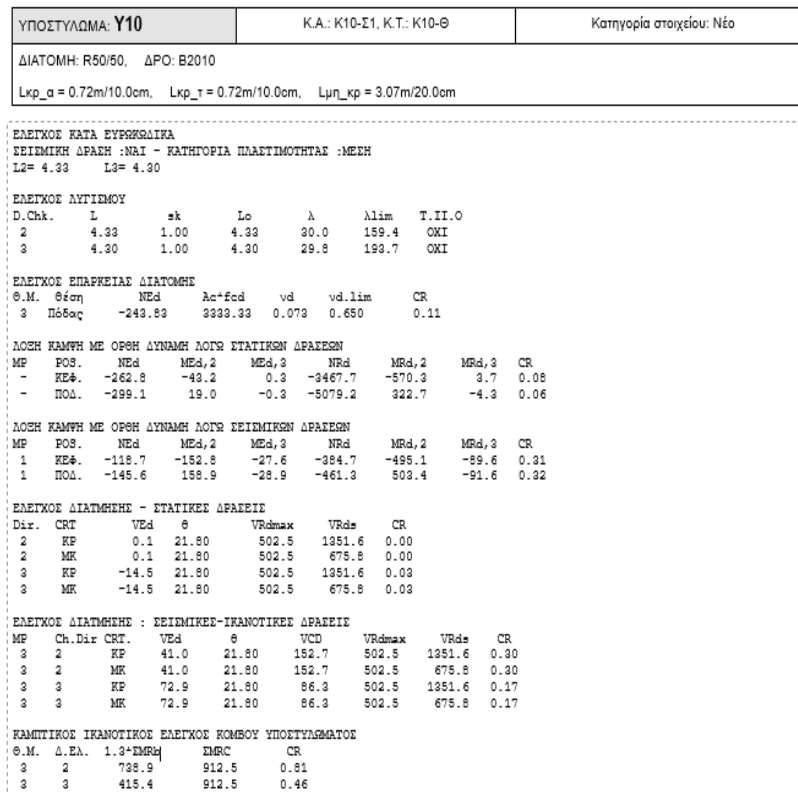 ΥΠΟΣΤΥΛΩΜΑ: Υ10 Κ.Α.: Κ10-Σ1, Κ.Τ.: Κ10-Θ Κατηγορία στοιχείου: Νέο
ΔΙΑΤΟΜΗ: R50/50, ΔΡΟ: Β2010
Lκρ_α = 0.72m/10.0cm, Lκρ_τ = 0.72m/10.0cm, Lμη_κρ = 3.07m/20.0cm
ΕΛΕΓΧΟΣ ΚΑΤΑ ΕΥΡΩΚΩΔΙΚΑ
ΣΕΙΣΜΙΚΗ ΔΡΑΣΗ :ΝΑΙ - ΚΑΤΗΓΟΡΙΑ ΠΛΑΣΤΙΜΟΤΗΤΑΣ :ΜΕΣΗ
L2= 4.33 L3= 4.30
ΕΛΕΓΧΟΣ ΛΥΓΙΣΜΟΥ
D.Chk. L sk Lo λ λlim Τ.ΙΙ.Ο
2 4.33 1.00 4.33 30.0 159.4 ΟΧΙ
3 4.30 1.00 4.30 29.8 193.7 ΟΧΙ
ΕΛΕΓΧΟΣ ΕΠΑΡΚΕΙΑΣ ΔΙΑΤΟΜΗΣ
Θ.Μ. Θέση NEd Ac*fcd vd vd.lim CR
3 Πόδας -243.83 3333.33 0.073 0.650 0.11
ΛΟΞΗ ΚΑΜΨΗ ΜΕ ΟΡΘΗ ΔΥΝΑΜΗ ΛΟΓΩ ΣΤΑΤΙΚΩΝ ΔΡΑΣΕΩΝ
MP POS. NEd MEd,2 MEd,3 NRd MRd,2 MRd,3 CR
- ΚΕΦ. -262.8 -43.2 0.3 -3467.7 -570.3 3.7 0.08
- ΠΟΔ. -299.1 19.0 -0.3 -5079.2 322.7 -4.3 0.06
ΛΟΞΗ ΚΑΜΨΗ ΜΕ ΟΡΘΗ ΔΥΝΑΜΗ ΛΟΓΩ ΣΕΙΣΜΙΚΩΝ ΔΡΑΣΕΩΝ
MP POS. NEd MEd,2 MEd,3 NRd MRd,2 MRd,3 CR
1 ΚΕΦ. -118.7 -152.8 -27.6 -384.7 -495.1 -89.6 0.31
1 ΠΟΔ. -145.6 158.9 -28.9 -461.3 503.4 -91.6 0.32
ΕΛΕΓΧΟΣ ΔΙΑΤΜΗΣΗΣ - ΣΤΑΤΙΚΕΣ ΔΡΑΣΕΙΣ
Dir. CRT VEd θ VRdmax VRds CR
2 ΚΡ 0.1 21.80 502.5 1351.6 0.00
2 ΜΚ 0.1 21.80 502.5 675.8 0.00
3 ΚΡ -14.5 21.80 502.5 1351.6 0.03
3 ΜΚ -14.5 21.80 502.5 675.8 0.03
ΕΛΕΓΧΟΣ ΔΙΑΤΜΗΣΗΣ : ΣΕΙΣΜΙΚΕΣ-ΙΚΑΝΟΤΙΚΕΣ ΔΡΑΣΕΙΣ
MP Ch.Dir CRT. VEd θ VCD VRdmax VRds CR
3 2 ΚΡ 41.0 21.80 152.7 502.5 1351.6 0.30
3 2 ΜΚ 41.0 21.80 152.7 502.5 675.8 0.30
3 3 ΚΡ 72.9 21.80 86.3 502.5 1351.6 0.17
3 3 ΜΚ 72.9 21.80 86.3 502.5 675.8 0.17
ΚΑΜΠΤΙΚΟΣ ΙΚΑΝΟΤΙΚΟΣ ΕΛΕΓΧΟΣ ΚΟΜΒΟΥ ΥΠΟΣΤΥΛΩΜΑΤΟΣ
Θ.Μ. Δ.ΕΛ. 1.3*ΣMRb ΣMRC CR
3 2 738.9 912.5 0.81
3 3 415.4 912.5 0.46